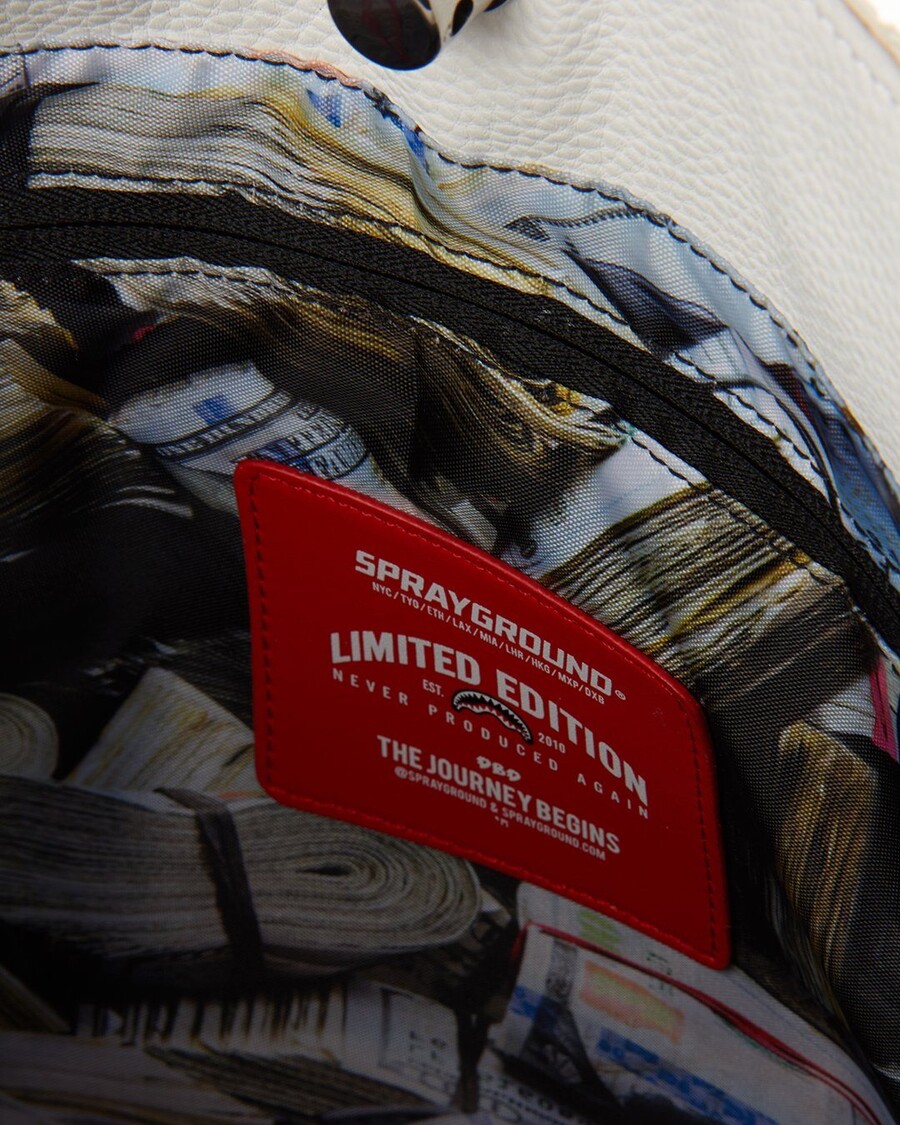 SPRAYGROUND®
NYC/TYO/ETH/LAX/MIA/LHR/HKG/MXP/DXB
LIMITED EDITION
EST. 2010
NEVER PRODUCED AGAIN
DBD
THE JOURNEY BEGINS
@SPRAYGROUND & SPRAYGROUND.COM